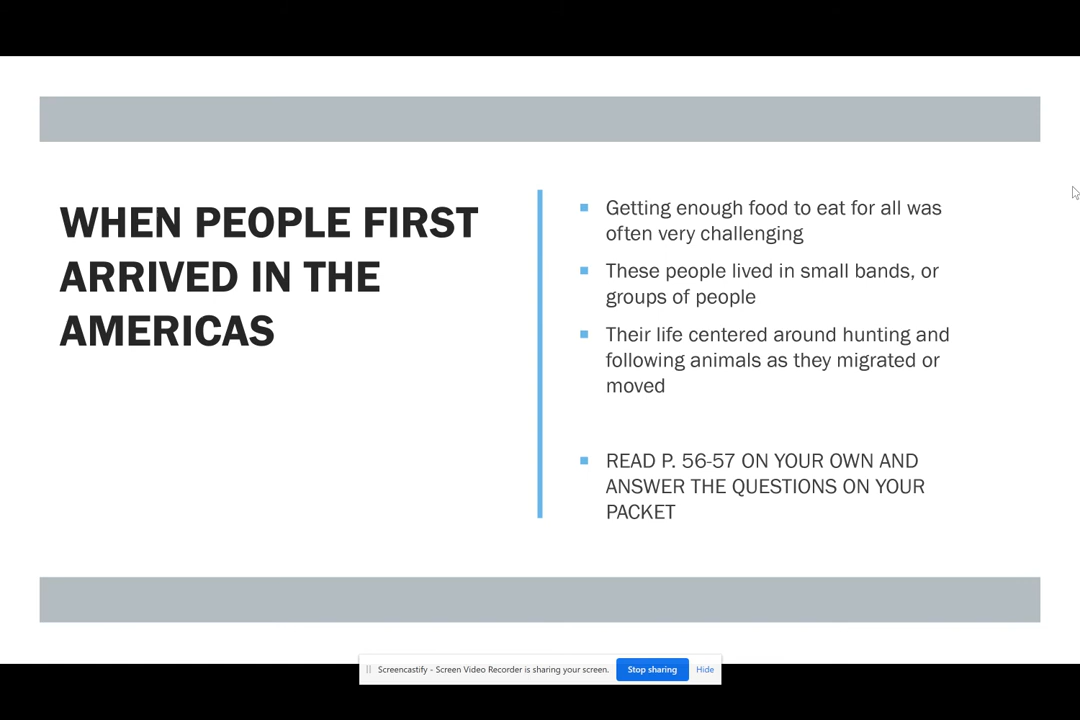 WHEN PEOPLE FIRST
ARRIVED IN THE
AMERICAS
Getting enough food to eat for all was
often very challenging
These people lived in small bands, or
groups of people
Their life centered around hunting and
following animals as they migrated or
moved
READ P. 56-57 ON YOUR OWN AND
ANSWER THE QUESTIONS ON YOUR
PACKET
Screencastify - Screen Video Recorder is sharing your screen. Stop sharing Hide